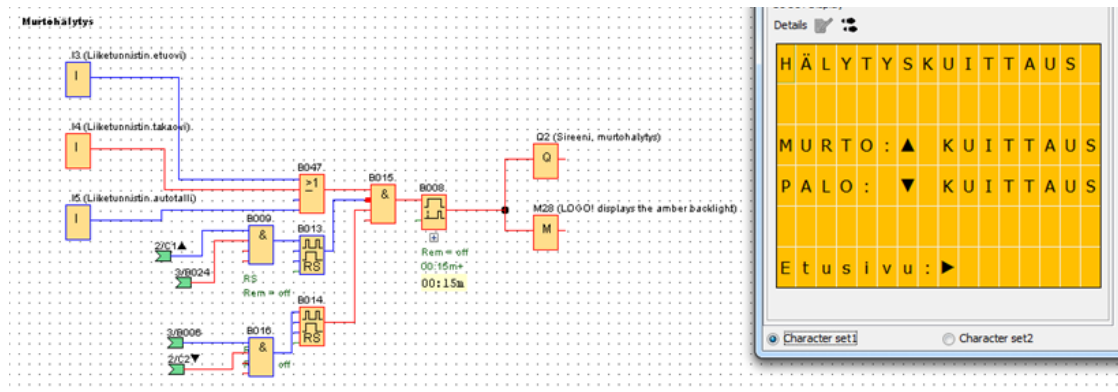 Murtohälytys
I3 (Liiketunnistin.etuovi)
I
I4 (Liiketunnistin.takaovi)
I
I5 (Liiketunnistin.autotalli)
I
B047
≥1
B015
&
B008
Rem = off
00:15m+
00:15m
Q2 (Sireeni, murtohälytys)
Q
M28 (LOGO! displays the amber backlight)
M
B009
&
RS
Rem = off
B013
RS
2/C1▲
3/B024
B014
RS
3/B006
2/C2▼
B016
&
off
Details
HÄLYTYSKUITTAUS
MURTO:▲ KUITTAUS
PALO: ▼ KUITTAUS
Etusivu:►
Character set1
Character set2